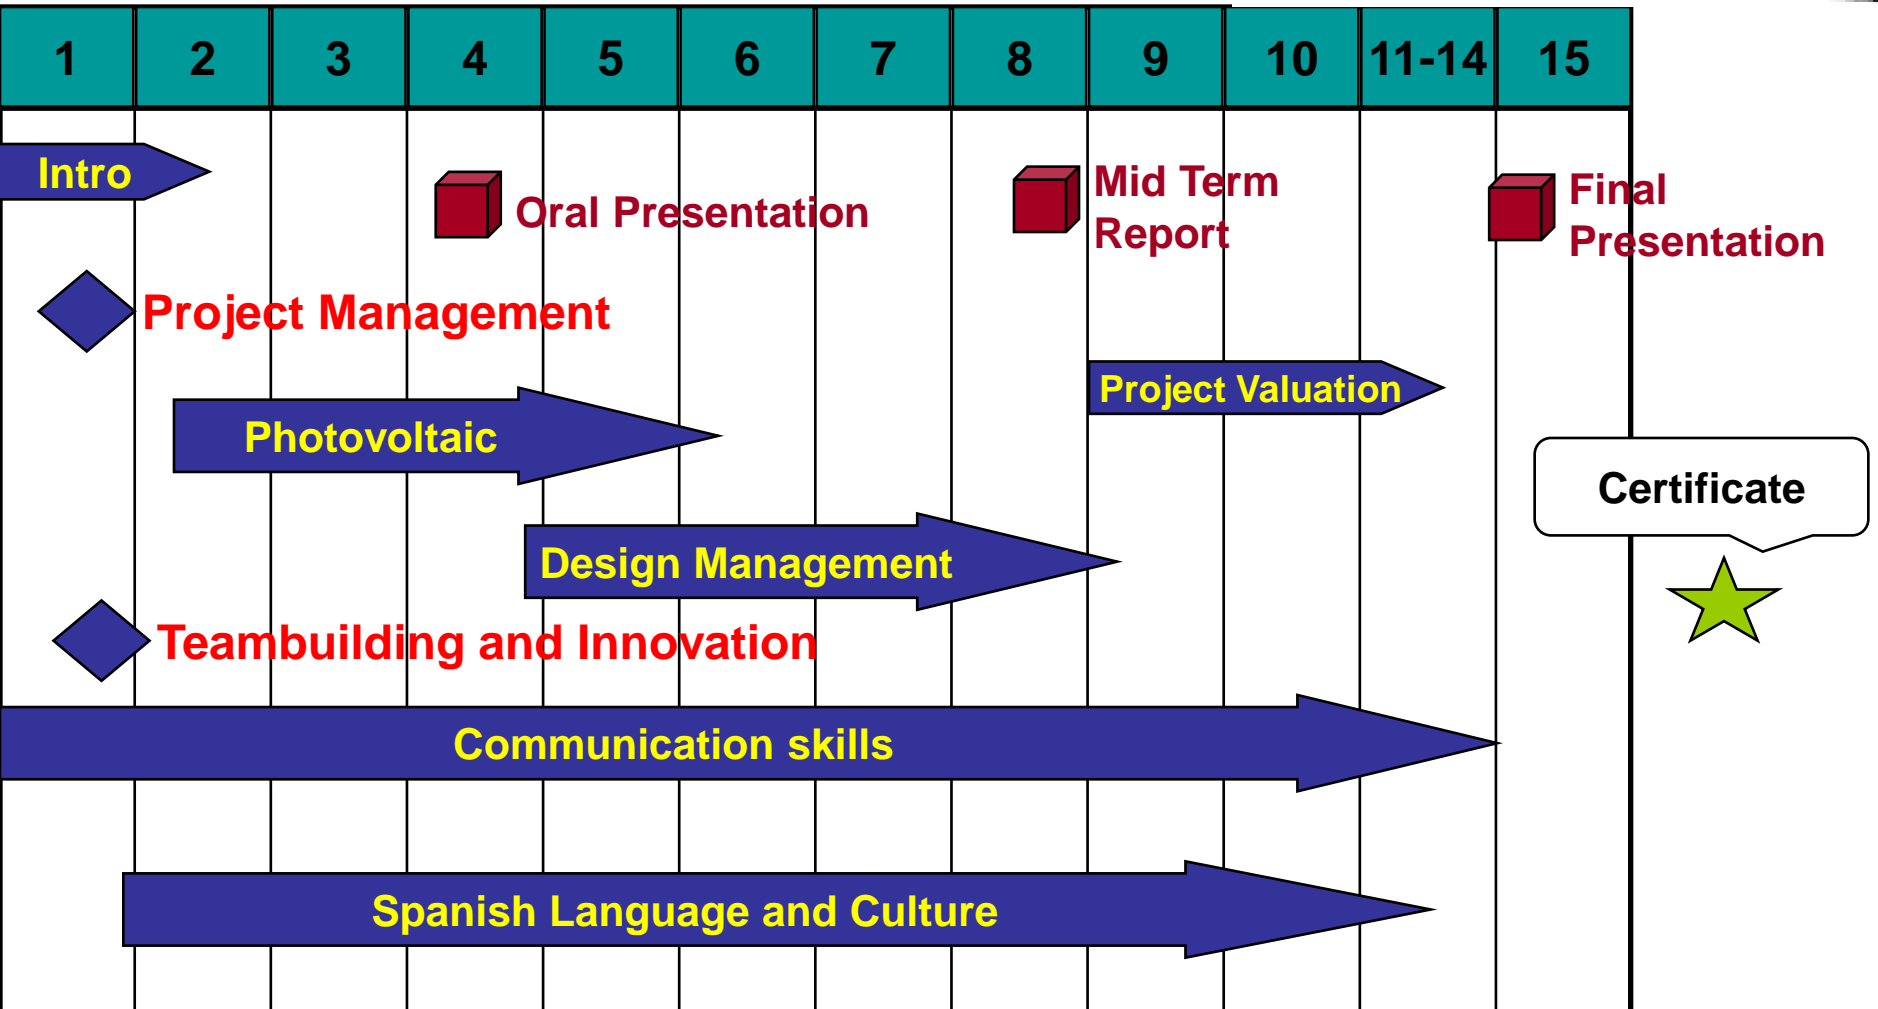 1 2 3 4 5 6 7 8 9 10 11-14 15
Intro
Oral Presentation
Mid Term
Report
Final
Presentation
Project Management
Project Valuation
Photovoltaic
Certificate
Design Management
Teambuilding and Innovation
Communication skills
Spanish Language and Culture